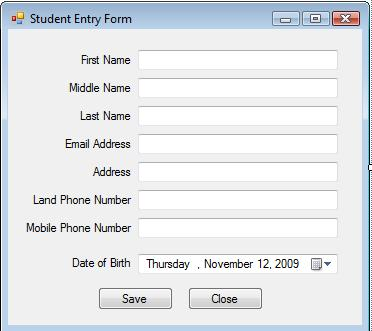 Student Entry Form
First Name
Middle Name
Last Name
Email Address
Address
Land Phone Number
Mobile Phone Number
Date of Birth Thursday , November 12, 2009
Save Close